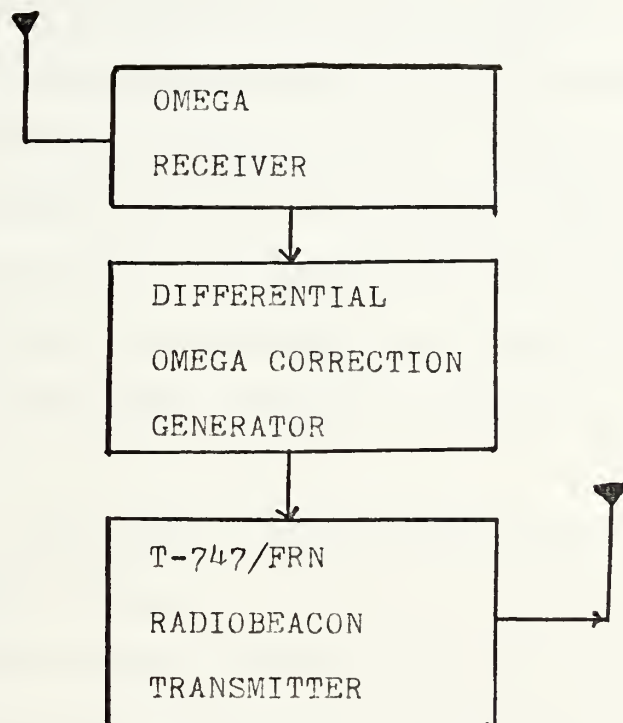 OMEGA
RECEIVER
DIFFERENTIAL
OMEGA CORRECTION
GENERATOR
T-747/FRN
RADIOBEACON
TRANSMITTER